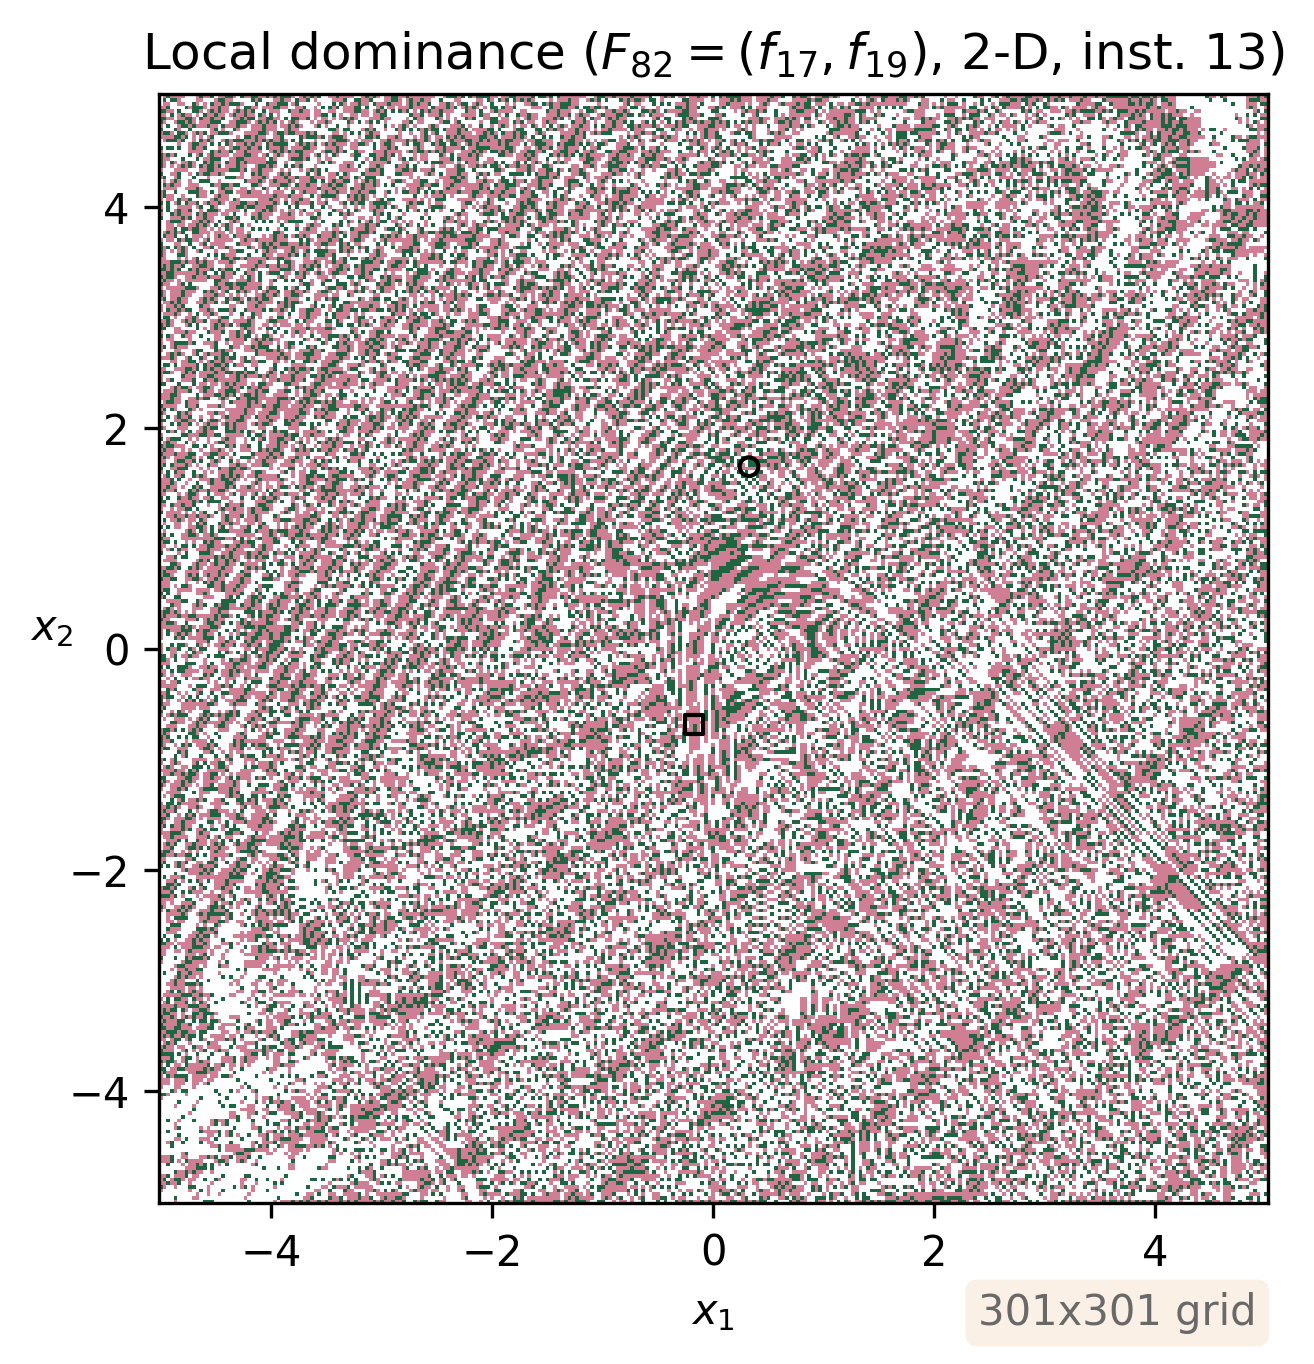 Local dominance (F₈₂ = (f₁₇, f₁₉), 2-D, inst. 13)
4
2
x₂
0
−2
−4
−4 −2 0 2 4
x₁
301x301 grid